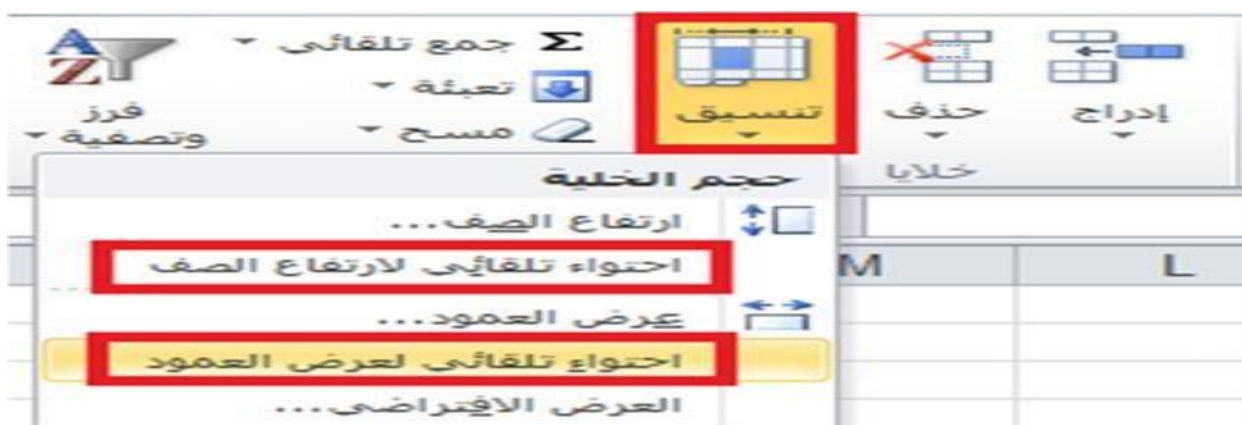 إدراج
حذف
خلايا
تنسيق
Σ جمع تلقائي
تعبئة
مسح
A
Z
فرز
وتصفية
حجم الخلية
ارتفاع الصف...
احتواء تلقائي لارتفاع الصف
عرض العمود...
احتواء تلقائي لعرض العمود
العرض الافتراضي...
L
M